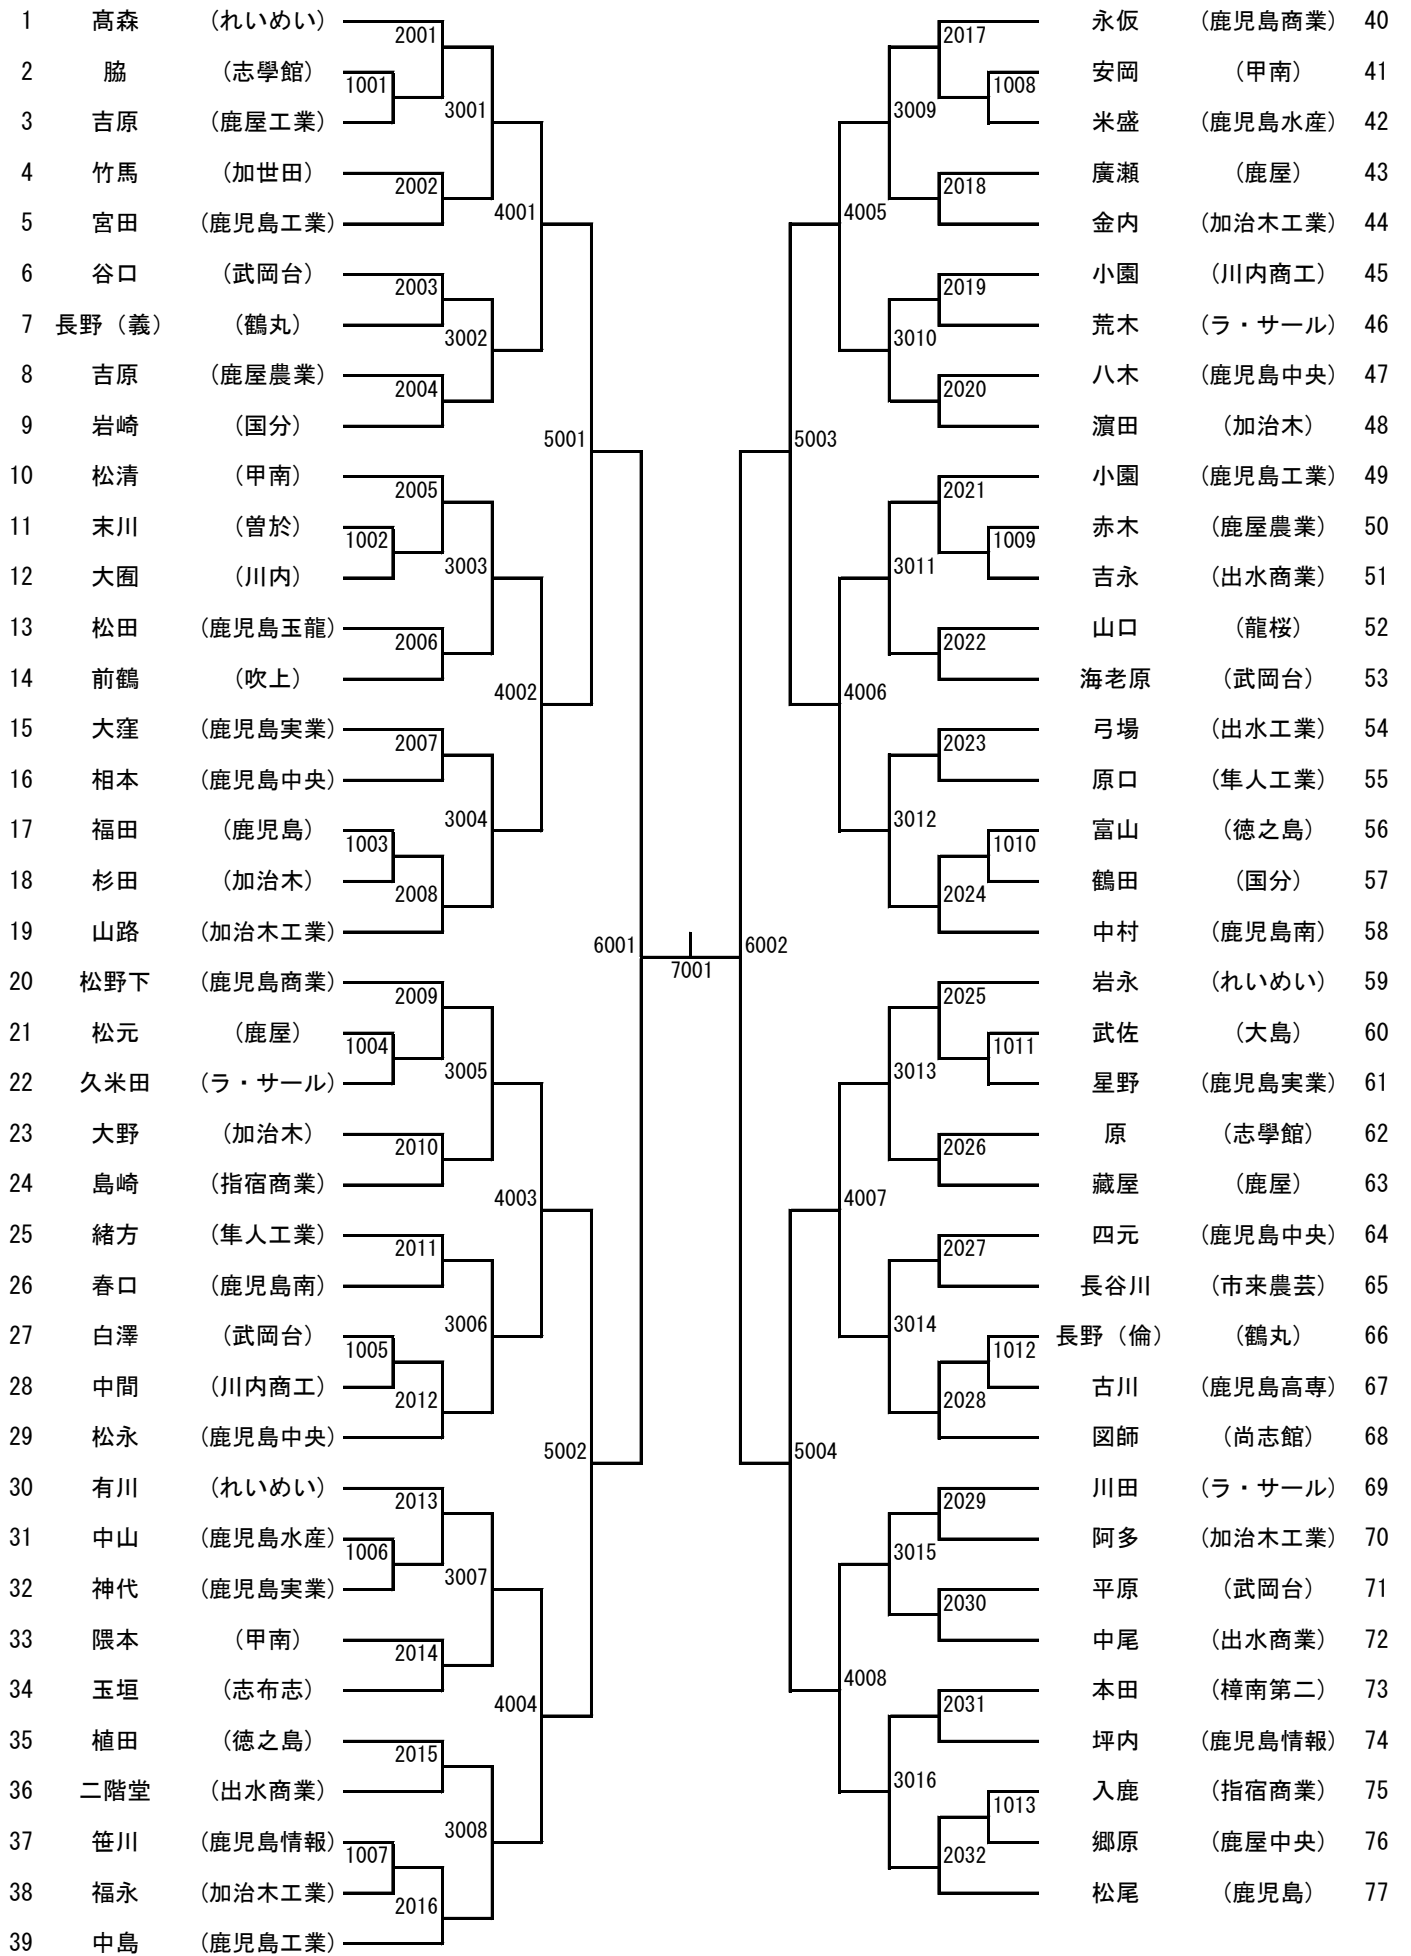 1 髙森 （れいめい） 2001 2017 永仮 （鹿児島商業） 40
2 脇 （志學館） 1001 1008 安岡 （甲南） 41
3 吉原 （鹿屋工業） 3001 3009 米盛 （鹿児島水産） 42
4 竹馬 （加世田） 2002 2018 廣瀬 （鹿屋） 43
5 宮田 （鹿児島工業） 4001 4005 金内 （加治木工業） 44
6 谷口 （武岡台） 2003 2019 小園 （川内商工） 45
7 長野（義） （鶴丸） 3002 3010 荒木 （ラ・サール） 46
8 吉原 （鹿屋農業） 2004 2020 八木 （鹿児島中央） 47
9 岩崎 （国分） 5001 5003 濵田 （加治木） 48
10 松清 （甲南） 2005 2021 小園 （鹿児島工業） 49
11 末川 （曽於） 1002 1009 赤木 （鹿屋農業） 50
12 大囿 （川内） 3003 3011 吉永 （出水商業） 51
13 松田 （鹿児島玉龍） 2006 2022 山口 （龍桜） 52
14 前鶴 （吹上） 4002 4006 海老原 （武岡台） 53
15 大窪 （鹿児島実業） 2007 2023 弓場 （出水工業） 54
16 相本 （鹿児島中央） 原口 （隼人工業） 55
17 福田 （鹿児島） 1003 3004 3012 1010 富山 （徳之島） 56
18 杉田 （加治木） 2008 2024 鶴田 （国分） 57
19 山路 （加治木工業） 6001 7001 6002 中村 （鹿児島南） 58
20 松野下 （鹿児島商業） 2009 2025 岩永 （れいめい） 59
21 松元 （鹿屋） 1004 1011 武佐 （大島） 60
22 久米田 （ラ・サール） 3005 3013 星野 （鹿児島実業） 61
23 大野 （加治木） 2010 2026 原 （志學館） 62
24 島崎 （指宿商業） 4003 4007 藏屋 （鹿屋） 63
25 緒方 （隼人工業） 2011 2027 四元 （鹿児島中央） 64
26 春口 （鹿児島南） 長谷川 （市来農芸） 65
27 白澤 （武岡台） 1005 3006 3014 1012 長野（倫） （鶴丸） 66
28 中間 （川内商工） 2012 2028 古川 （鹿児島高専） 67
29 松永 （鹿児島中央） 5002 5004 図師 （尚志館） 68
30 有川 （れいめい） 2013 2029 川田 （ラ・サール） 69
31 中山 （鹿児島水産） 1006 3015 阿多 （加治木工業） 70
32 神代 （鹿児島実業） 3007 2030 平原 （武岡台） 71
33 隈本 （甲南） 2014 中尾 （出水商業） 72
34 玉垣 （志布志） 4004 4008 2031 本田 （樟南第二） 73
35 植田 （徳之島） 2015 坪内 （鹿児島情報） 74
36 二階堂 （出水商業） 3016 1013 入鹿 （指宿商業） 75
37 笹川 （鹿児島情報） 1007 3008 2032 郷原 （鹿屋中央） 76
38 福永 （加治木工業） 2016 松尾 （鹿児島） 77
39 中島 （鹿児島工業）